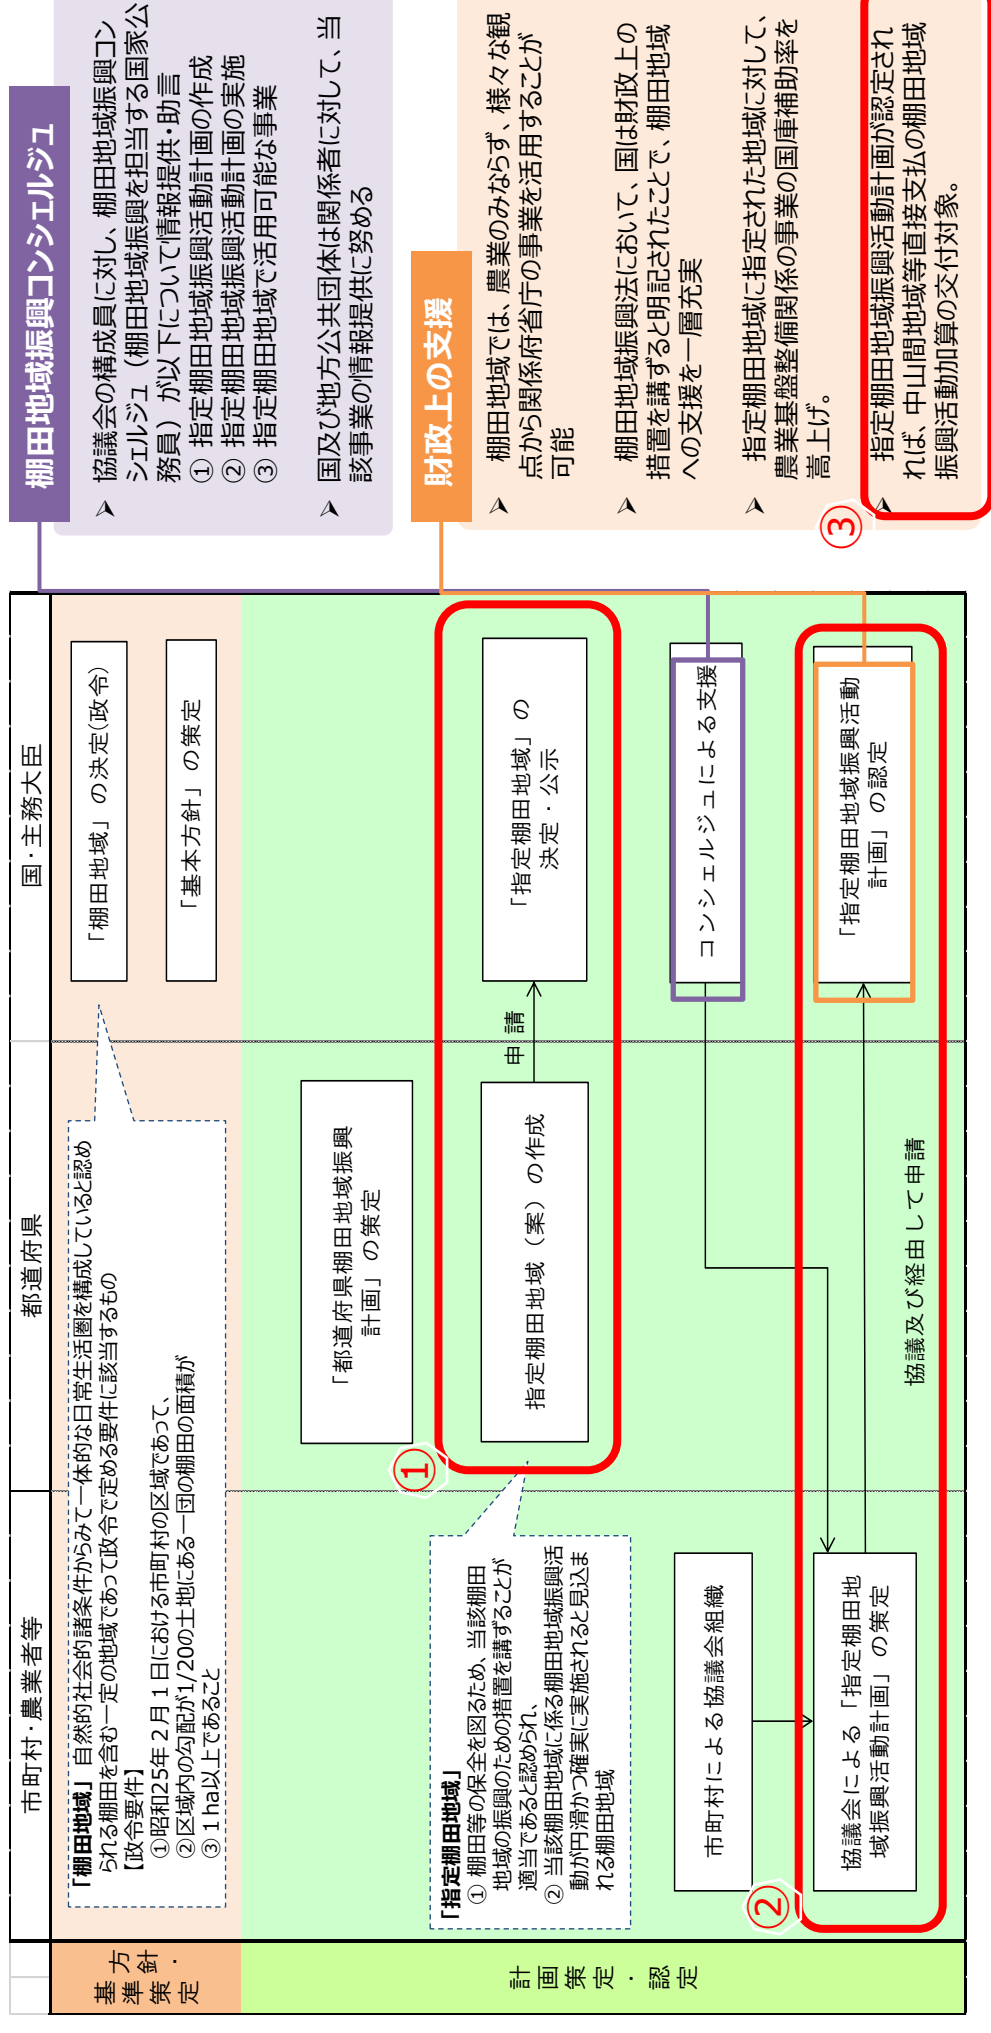 市町村・農業者等
都道府県
国・主務大臣
方針・基準策定
「棚田地域」 自然的社会的諸条件からみて一体的な日常生活圏を構成していると認め
られる棚田を含む一定の地域であって政令で定める要件に該当するもの
【政令要件】
①昭和25年２月１日における市町村の区域であって、
②区域内の勾配が1/20の土地にある一団の棚田の面積が
③１ha以上であること
「棚田地域」の決定(政令)
「基本方針」の策定
計画策定・認定
「都道府県棚田地域振興
計画」の策定
①
「指定棚田地域」
① 棚田等の保全を図るため、当該棚田
地域の振興のための措置を講ずることが
適当であると認められ、
② 当該棚田地域に係る棚田地域振興活
動が円滑かつ確実に実施されると見込ま
れる棚田地域
指定棚田地域（案）の作成
申請
「指定棚田地域」の
決定・公示
市町村による協議会組織
コンシェルジュによる支援
②
協議会による「指定棚田地
域振興活動計画」の策定
協議及び経由して申請
「指定棚田地域振興活動
計画」の認定
棚田地域振興コンシェルジュ
➢ 協議会の構成員に対し、棚田地域振興コン
シェルジュ（棚田地域振興を担当する国家公
務員）が以下について情報提供・助言
① 指定棚田地域振興活動計画の作成
② 指定棚田地域振興活動計画の実施
③ 指定棚田地域で活用可能な事業
➢ 国及び地方公共団体は関係者に対して、当
該事業の情報提供に努める
財政上の支援
➢ 棚田地域では、農業のみならず、様々な観
点から関係府省庁の事業を活用することが
可能
➢ 棚田地域振興法において、国は財政上の
措置を講ずると明記されたことで、棚田地域
への支援を一層充実
➢ 指定棚田地域に指定された地域に対して、
農業基盤整備関係の事業の国庫補助率を
嵩上げ。
③
➢ 指定棚田地域振興活動計画が認定され
れば、中山間地域等直接支払の棚田地域
振興活動加算の交付対象。